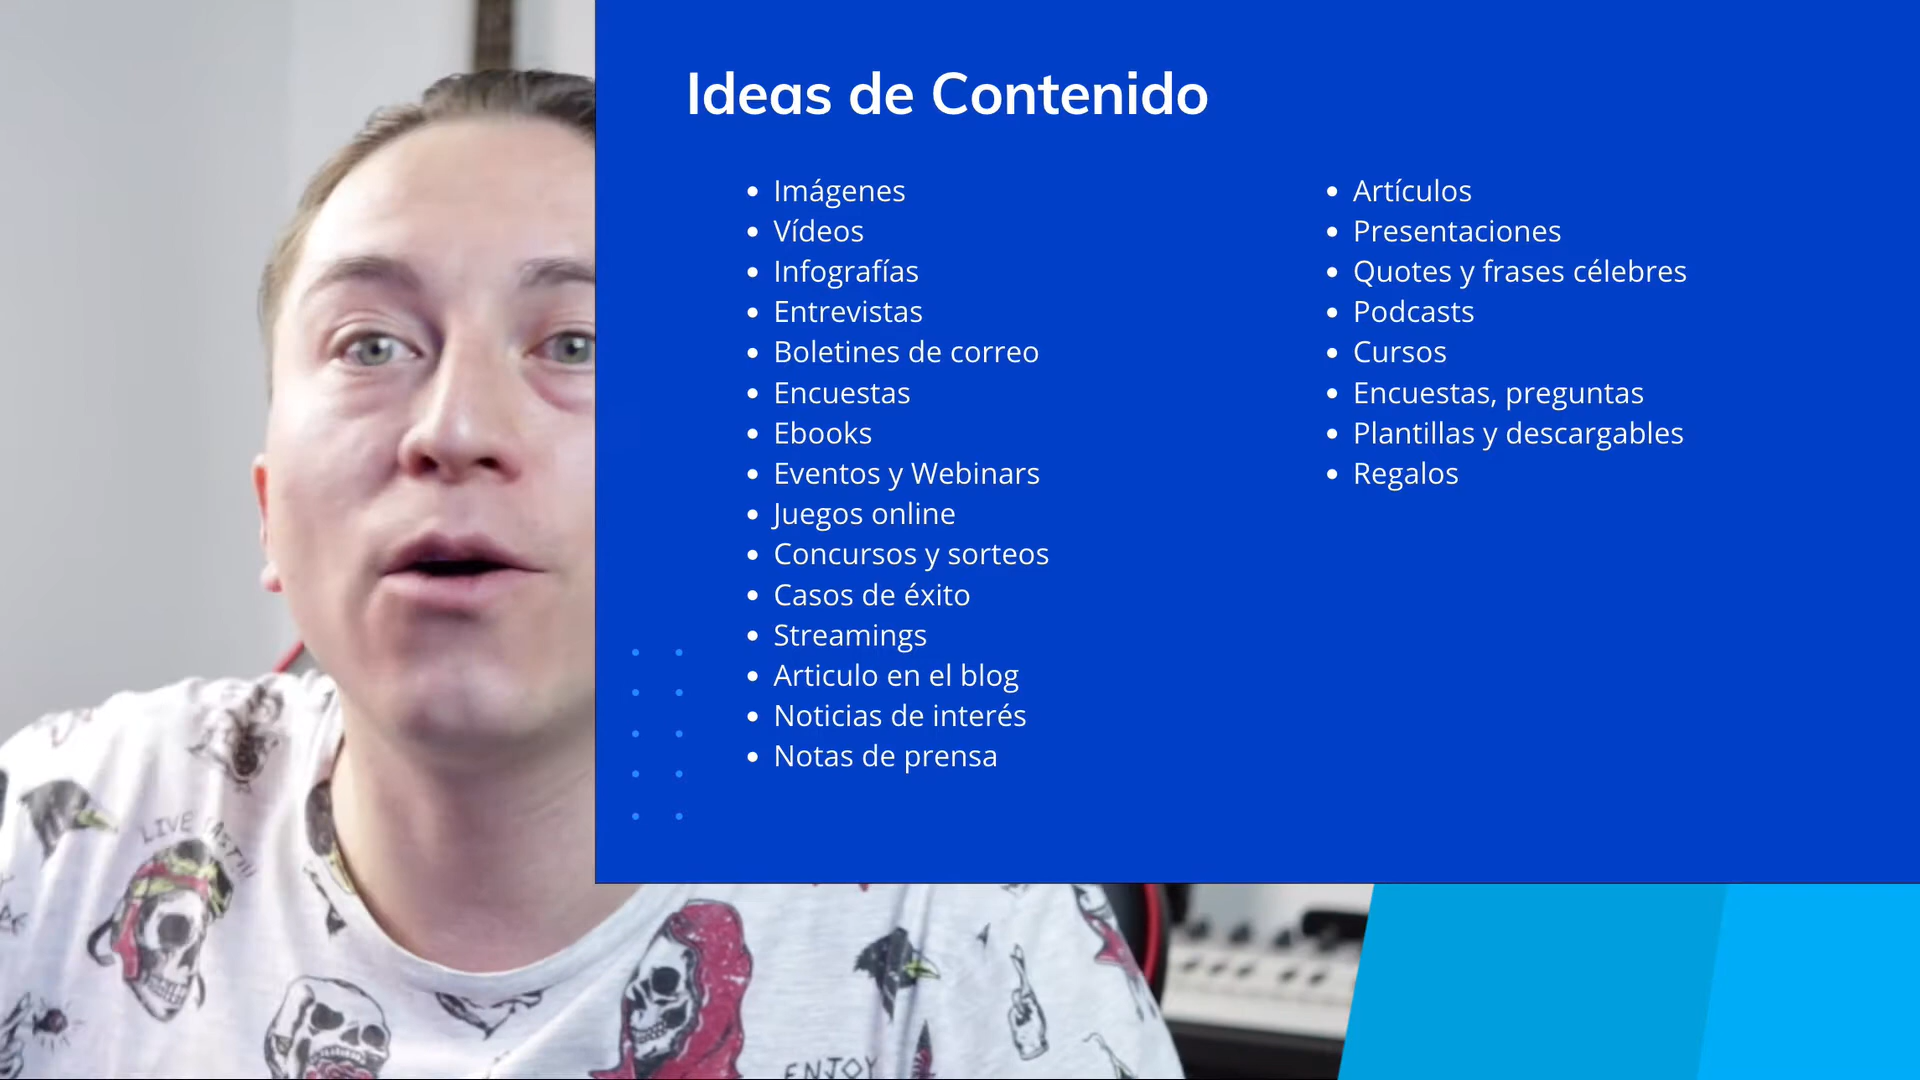 Ideas de Contenido
Imágenes
Vídeos
Infografías
Entrevistas
Boletines de correo
Encuestas
Ebooks
Eventos y Webinars
Juegos online
Concursos y sorteos
Casos de éxito
Streamings
Articulo en el blog
Noticias de interés
Notas de prensa
Artículos
Presentaciones
Quotes y frases célebres
Podcasts
Cursos
Encuestas, preguntas
Plantillas y descargables
Regalos
LIVE
ENJOY